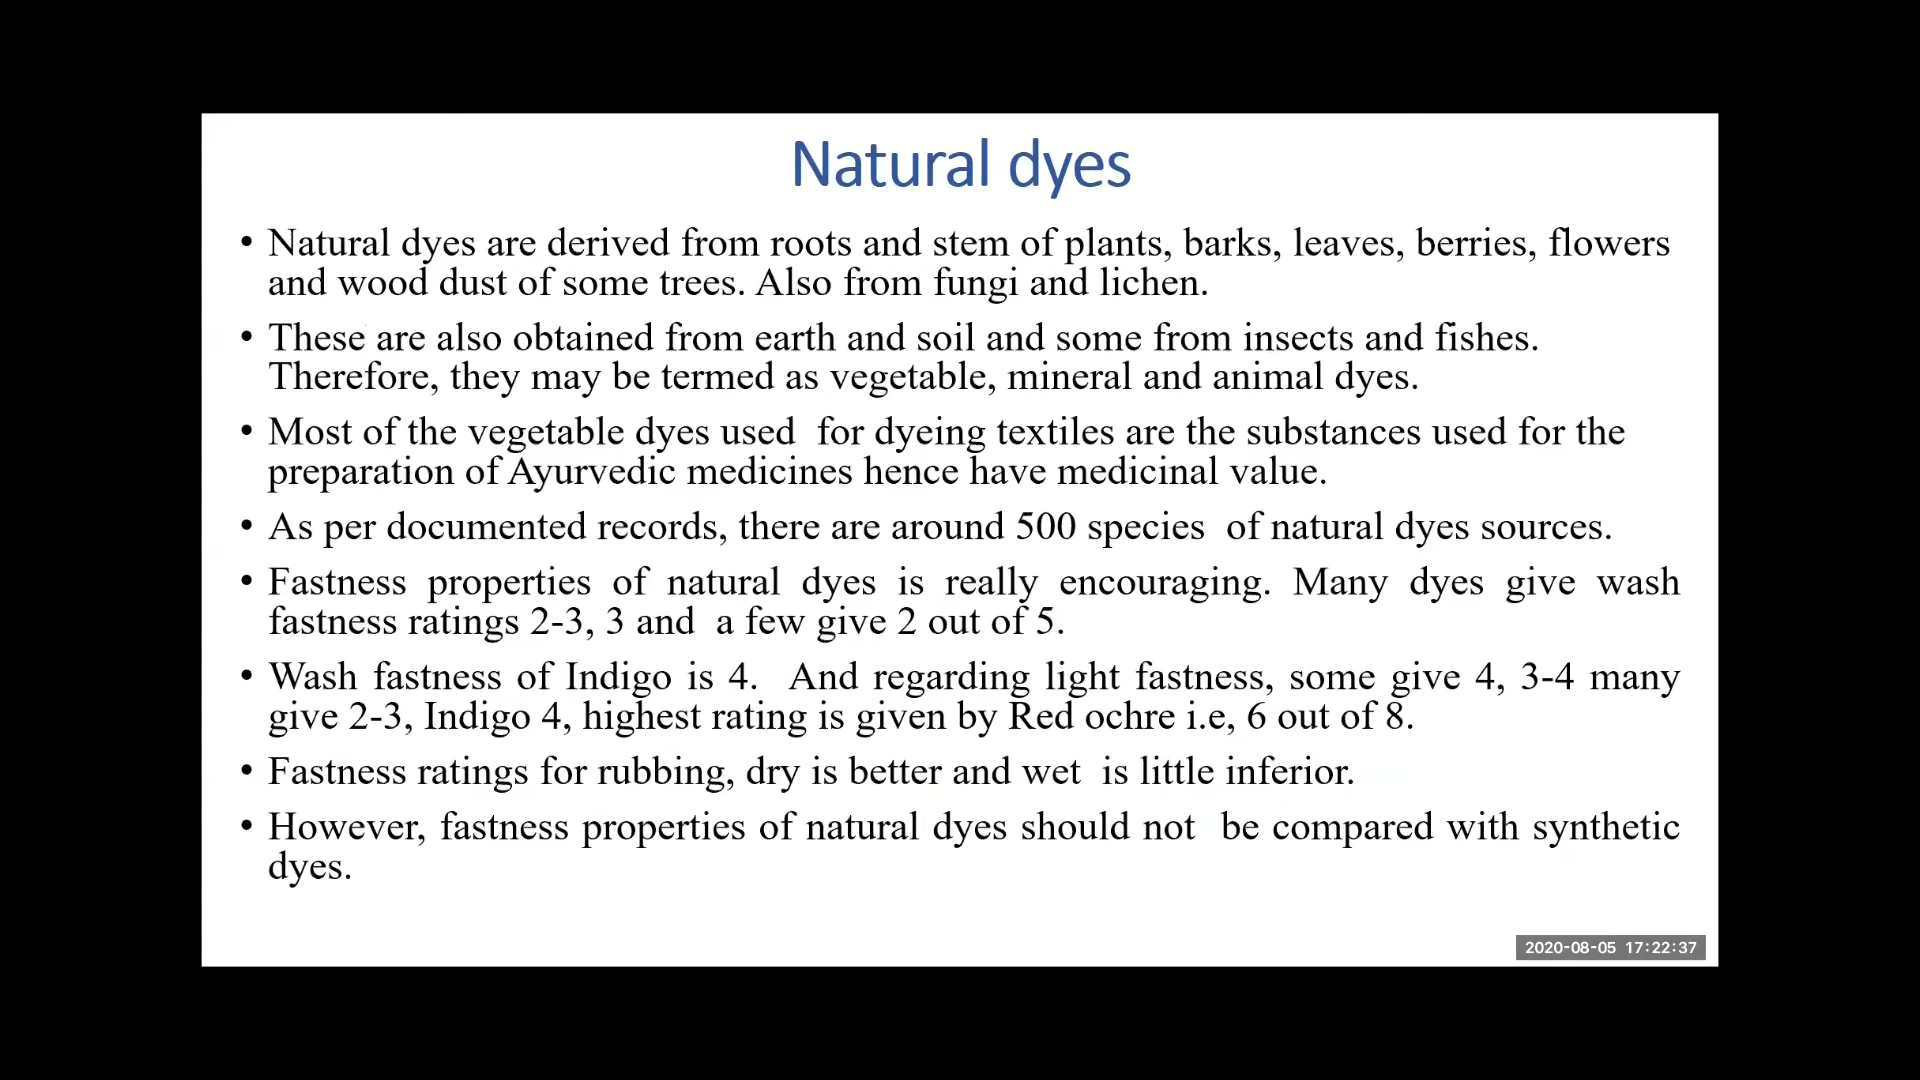 Natural dyes
• Natural dyes are derived from roots and stem of plants, barks, leaves, berries, flowers
and wood dust of some trees. Also from fungi and lichen.
• These are also obtained from earth and soil and some from insects and fishes.
Therefore, they may be termed as vegetable, mineral and animal dyes.
• Most of the vegetable dyes used  for dyeing textiles are the substances used for the
preparation of Ayurvedic medicines hence have medicinal value.
• As per documented records, there are around 500 species  of natural dyes sources.
• Fastness properties of natural dyes is really encouraging. Many dyes give wash
fastness ratings 2-3, 3 and  a few give 2 out of 5.
• Wash fastness of Indigo is 4.  And regarding light fastness, some give 4, 3-4 many
give 2-3, Indigo 4, highest rating is given by Red ochre i.e, 6 out of 8.
• Fastness ratings for rubbing, dry is better and wet  is little inferior.
• However, fastness properties of natural dyes should not  be compared with synthetic
dyes.
2020-08-05 17:22:37